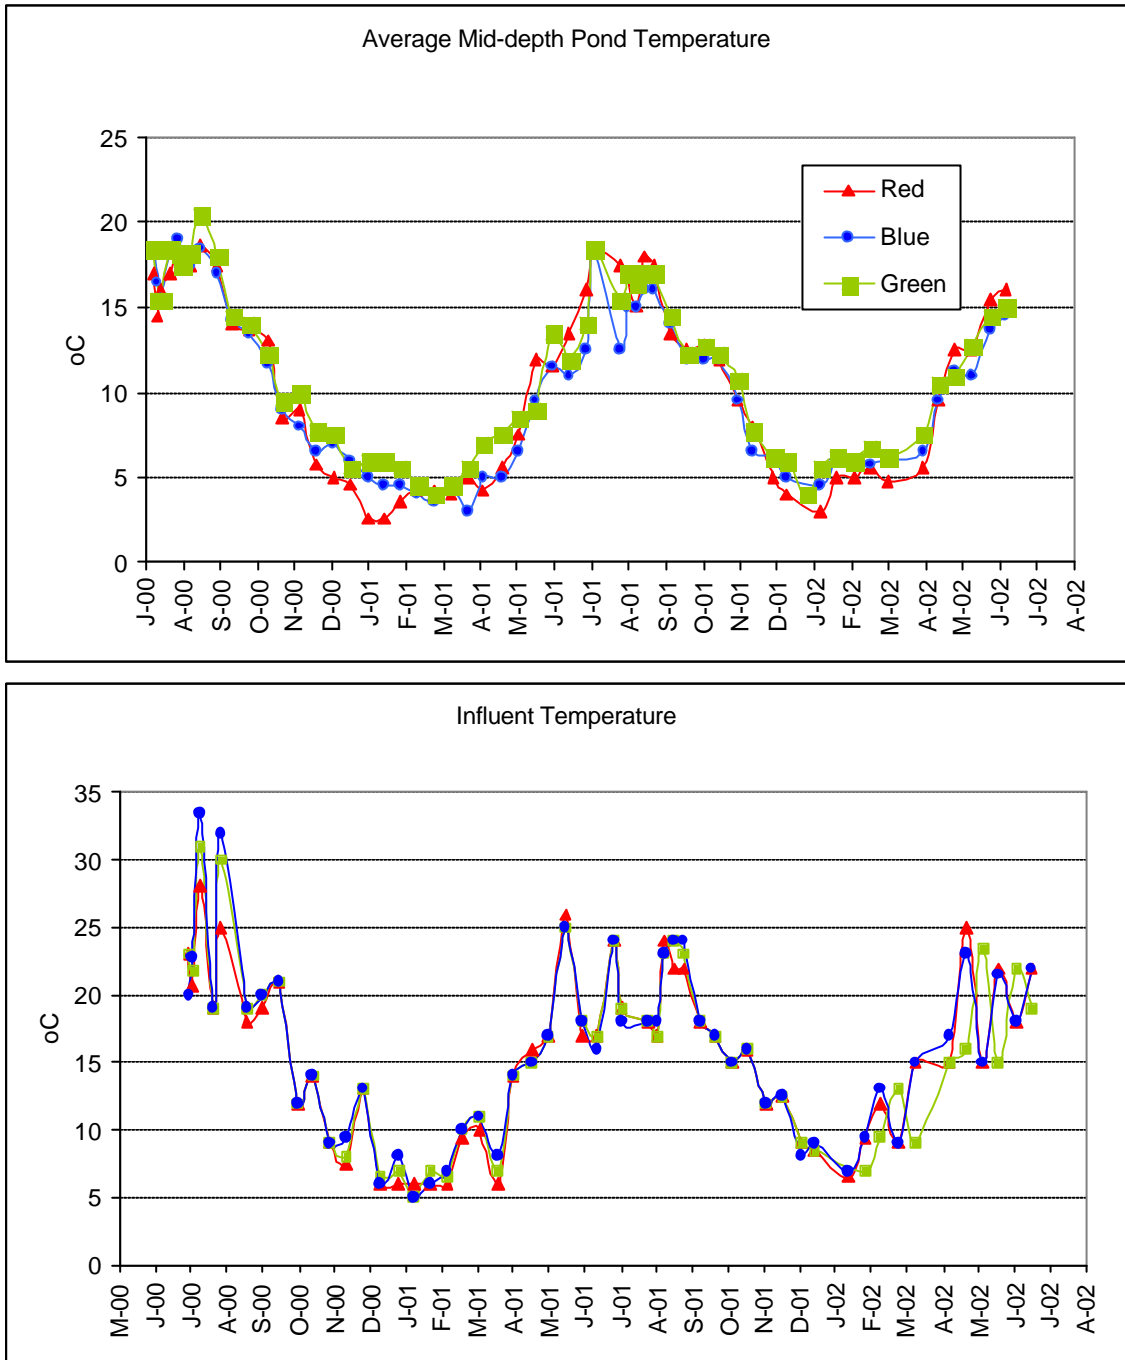 Average Mid-depth Pond Temperature
25
20
15
10
5
0
oC
Red
Blue
Green
J-00 A-00 S-00 O-00 N-00 D-00 J-01 F-01 M-01 A-01 M-01 J-01 J-01 A-01 S-01 O-01 N-01 D-01 J-02 F-02 M-02 A-02 M-02 J-02 J-02 A-02
Influent Temperature
35
30
25
20
15
10
5
0
oC
M-00 J-00 J-00 A-00 S-00 O-00 N-00 D-00 J-01 F-01 M-01 A-01 M-01 J-01 J-01 A-01 S-01 O-01 N-01 D-01 J-02 F-02 M-02 A-02 M-02 J-02 J-02 A-02